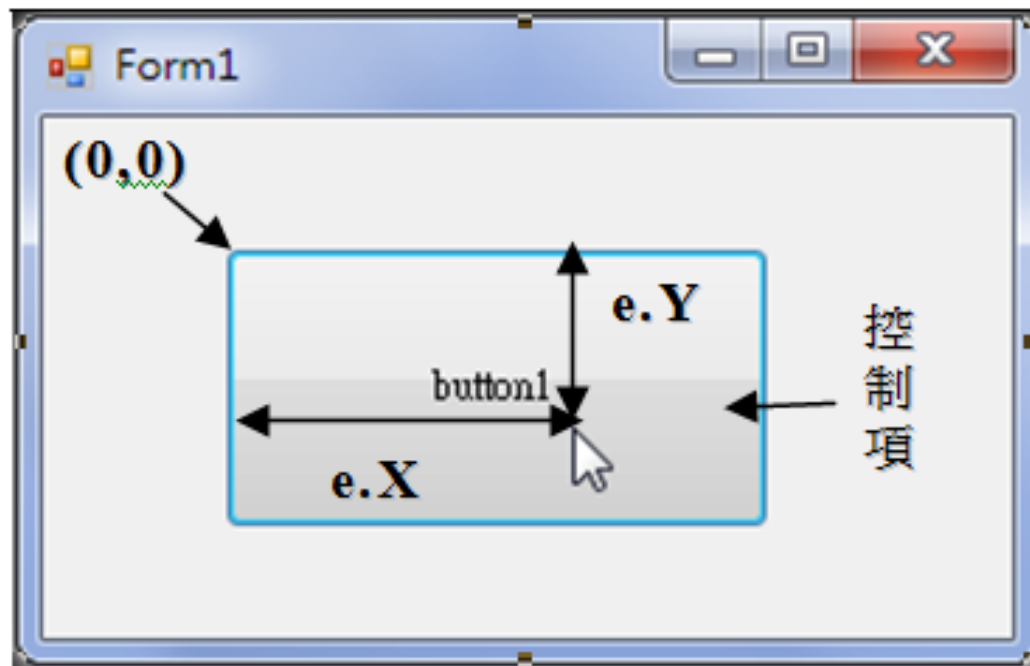 Form1
(0,0)
e.Y
button1
e.X
控制項